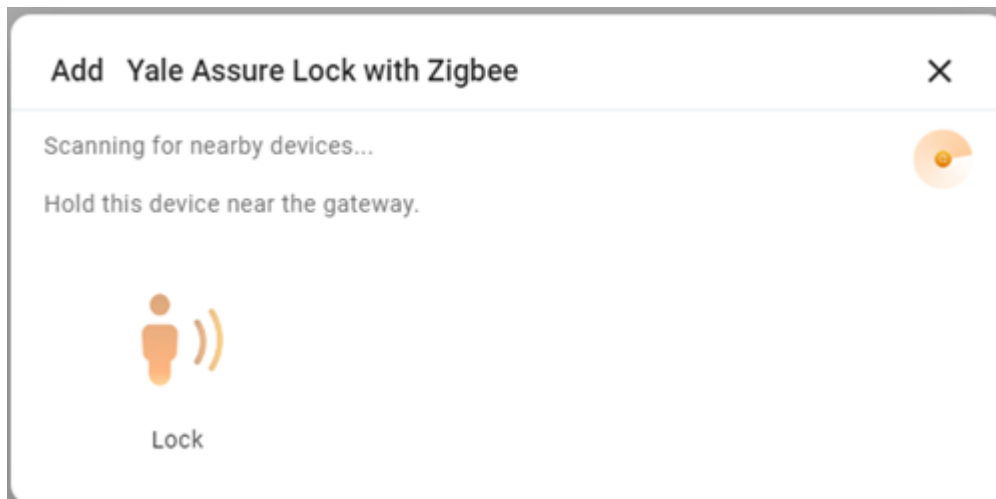 Add Yale Assure Lock with Zigbee
Scanning for nearby devices...
Hold this device near the gateway.
Lock